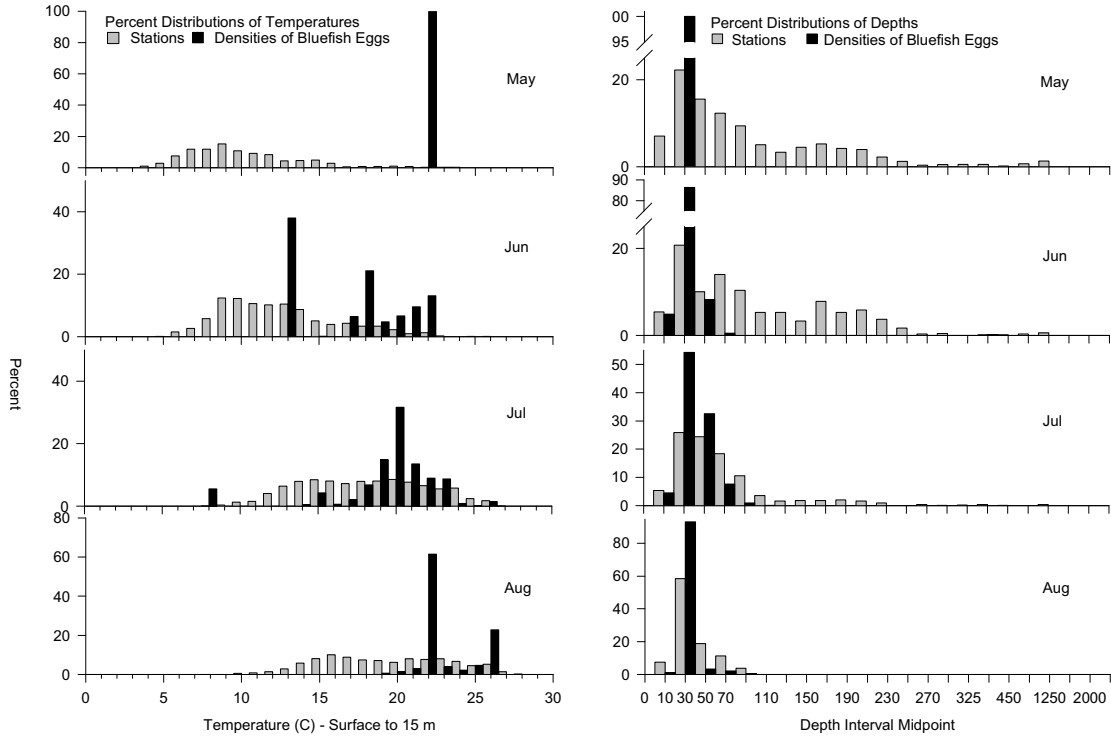 Percent Distributions of Temperatures
Stations Densities of Bluefish Eggs
100
80
60
40
20
0
May
40
20
0
Jun
40
20
0
Jul
80
60
40
20
0
Aug
0 5 10 15 20 25 30
Temperature (C) - Surface to 15 m
Percent
Percent Distributions of Depths
Stations Densities of Bluefish Eggs
00
95
20
0
May
90
80
20
0
Jun
50
40
30
20
10
0
Jul
80
60
40
20
0
Aug
0 10 30 50 70 110 150 190 230 270 325 450 1250 2000
Depth Interval Midpoint